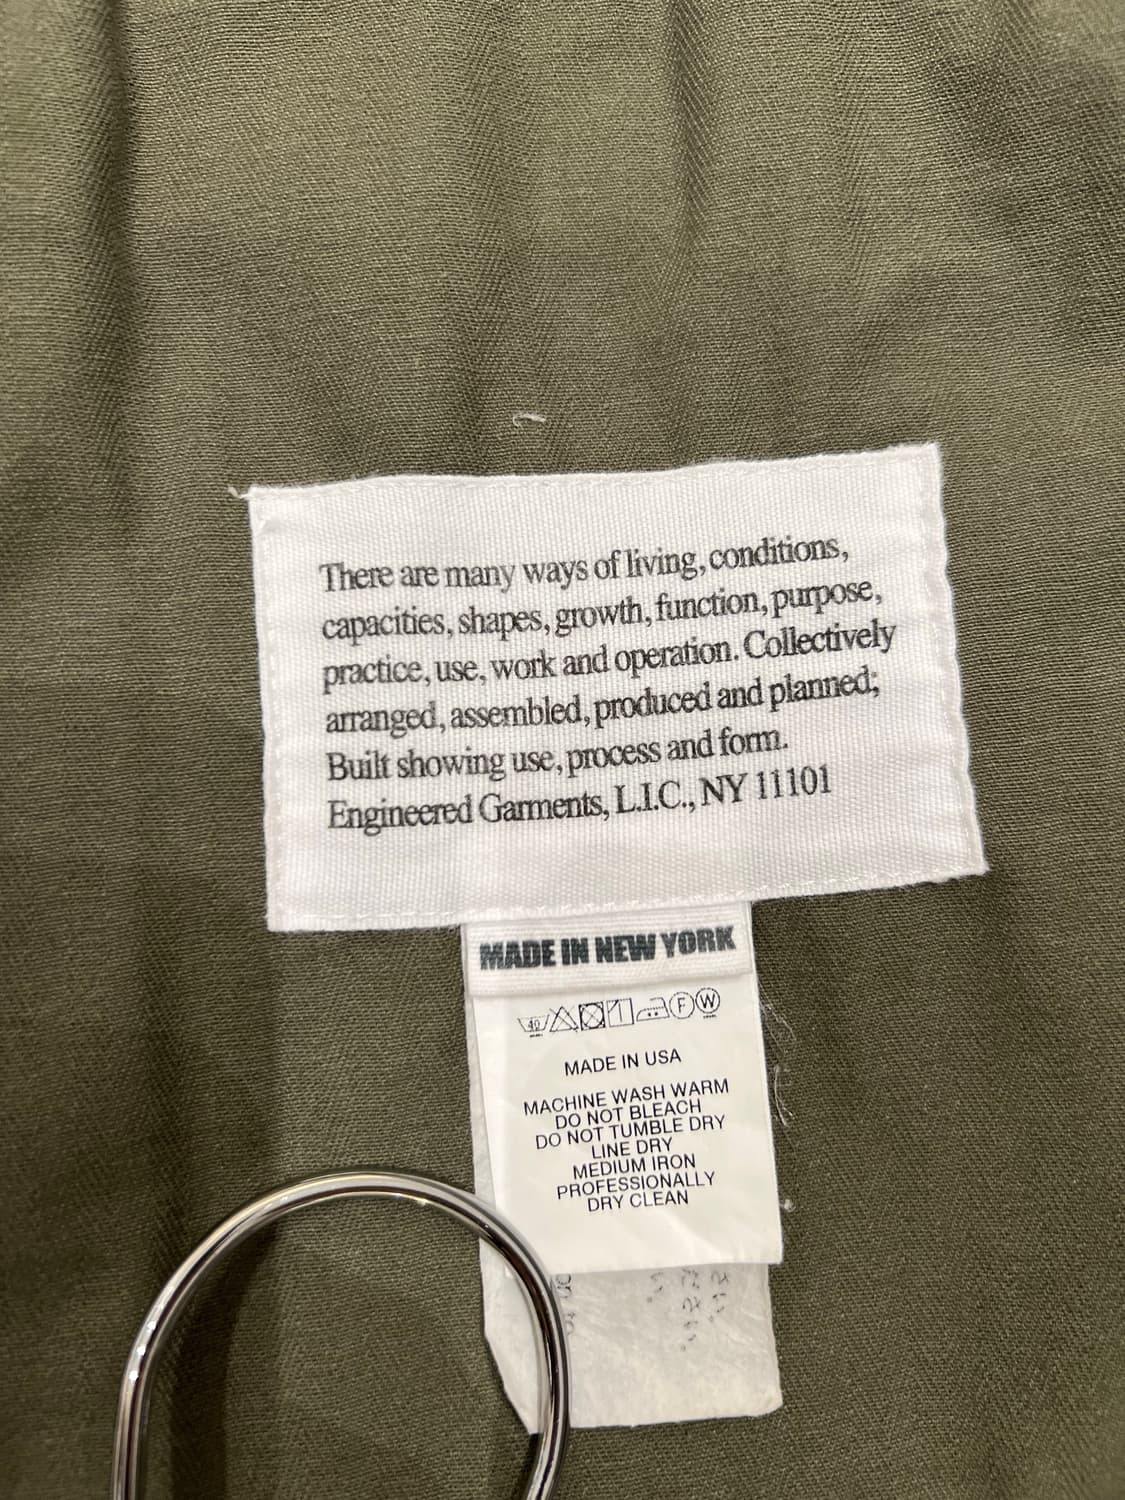 There are many ways of living, conditions,
capacities, shapes, growth, function, purpose,
practice, use, work and operation. Collectively
arranged, assembled, produced and planned;
Built showing use, process and form.
Engineered Garments, L.I.C., NY 11101
MADE IN NEW YORK
40 F W
MADE IN USA
MACHINE WASH WARM
DO NOT BLEACH
DO NOT TUMBLE DRY
LINE DRY
MEDIUM IRON
PROFESSIONALLY
DRY CLEAN